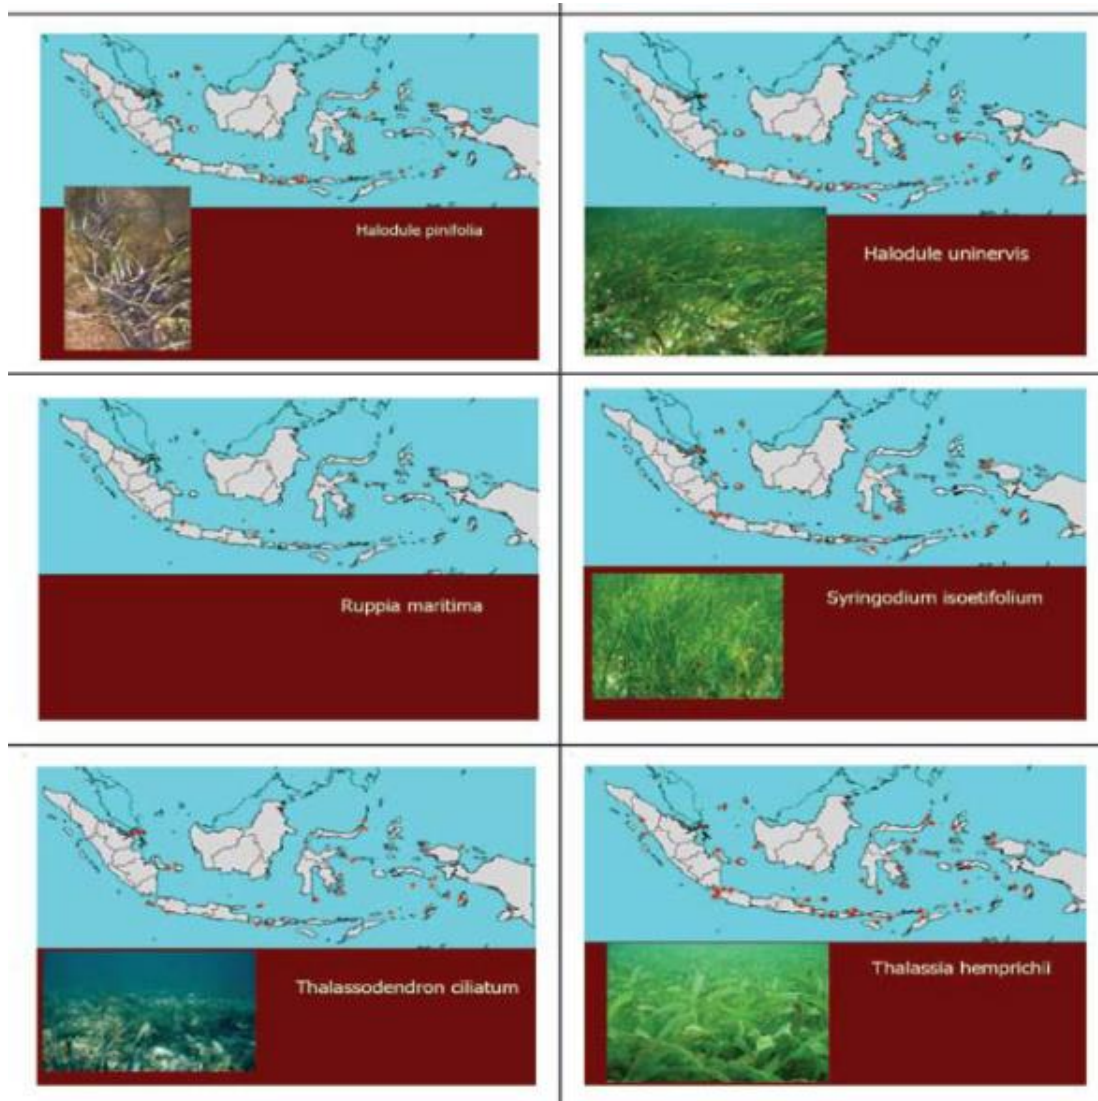 Halodule pinifolia
Halodule uninervis
Ruppia maritima
Syringodium isoetifolium
Thalassodendron ciliatum
Thalassia hemprichii